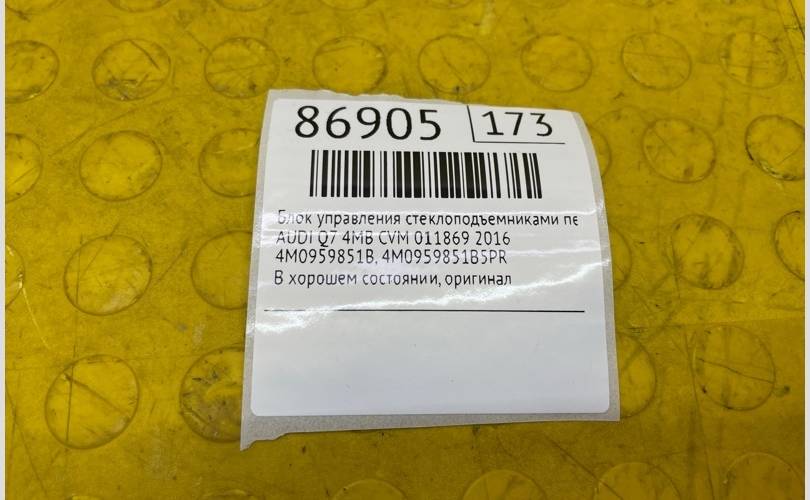 86905 173
Блок управления стеклоподъемниками пе
AUDI Q7 4MB CVM 011869 2016
4M0959851B, 4M0959851B5PR
В хорошем состоянии, оригинал